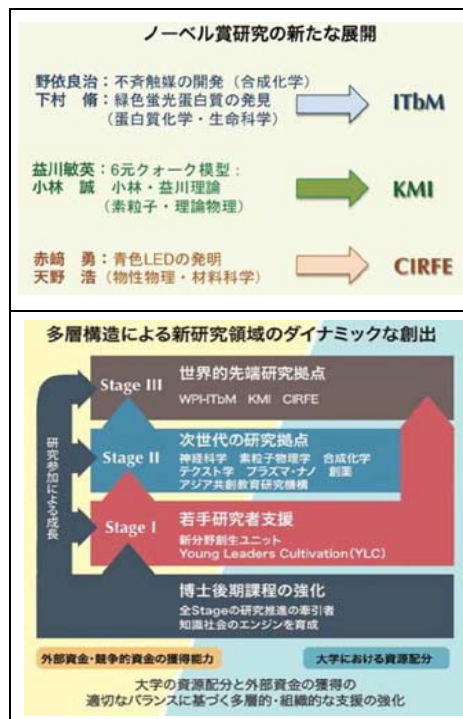 ノーベル賞研究の新たな展開
野依良治：不斉触媒の開発（合成化学）
下村　脩：緑色蛍光蛋白質の発見
（蛋白質化学・生命科学）
ITbM
益川敏英：6元クォーク模型：
小林　誠　小林・益川理論
（素粒子・理論物理）
KMI
赤﨑　勇：青色LEDの発明
天野　浩（物性物理・材料科学）
CIRFE
多層構造による新研究領域のダイナミックな創出
研究参加による成長
Stage III
世界的先端研究拠点
WPI-ITbM　KMI　CIRFE
Stage II
次世代の研究拠点
神経科学　素粒子物理学　合成化学
テクスト学　プラズマ・ナノ　創薬
アジア共創教育研究機構
Stage I
若手研究者支援
新分野創生ユニット
Young Leaders Cultivation(YLC)
博士後期課程の強化
全Stageの研究推進の牽引者
知識社会のエンジンを育成
外部資金・競争的資金の獲得能力
大学における資源配分
大学の資源配分と外部資金の獲得の
適切なバランスに基づく多層的・組織的な支援の強化